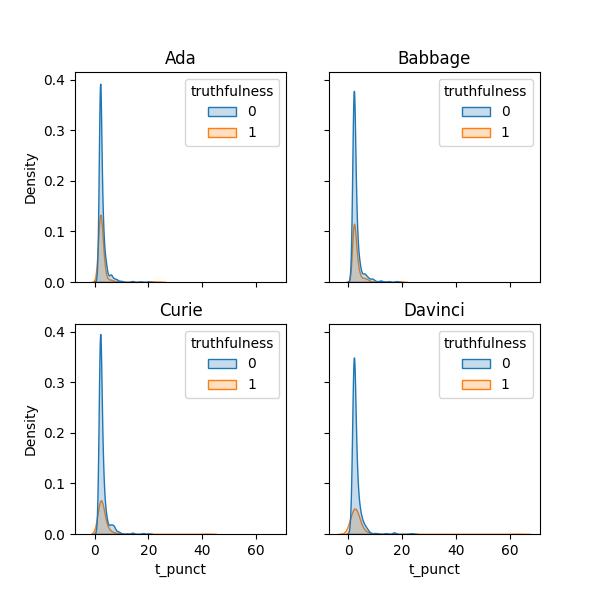 Ada
Babbage
truthfulness
0
1
truthfulness
0
1
Density
0.4
0.3
0.2
0.1
0.0
Curie
Davinci
truthfulness
0
1
truthfulness
0
1
Density
0.4
0.3
0.2
0.1
0.0
0 20 40 60
0 20 40 60
t_punct
t_punct